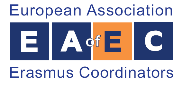 European Association
EAofEC
Erasmus Coordinators